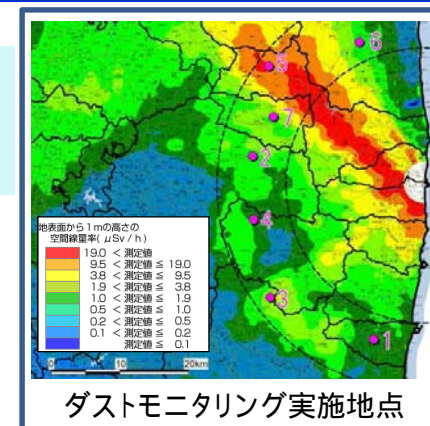 6
5
7
2
4
3
1
地表面から1mの高さの
空間線量率(μSv/h)
19.0 < 測定値
9.5 < 測定値 ≦ 19.0
3.8 < 測定値 ≦ 9.5
1.9 < 測定値 ≦ 3.8
1.0 < 測定値 ≦ 1.9
0.5 < 測定値 ≦ 1.0
0.2 < 測定値 ≦ 0.5
0.1 < 測定値 ≦ 0.2
測定値 ≦ 0.1
0 10 20km
ダストモニタリング実施地点